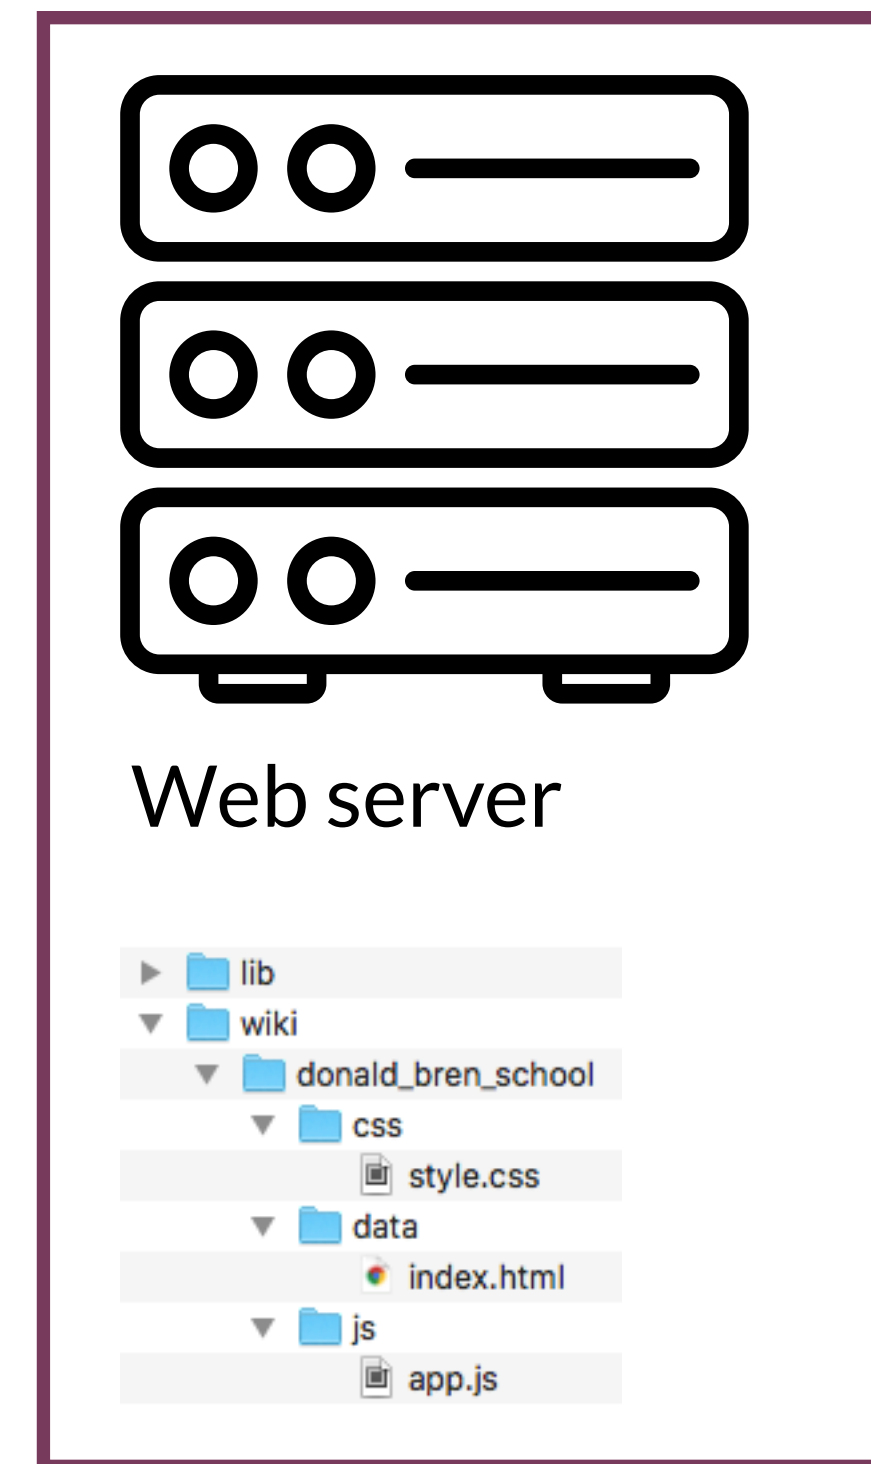 Web server
lib
wiki
donald_bren_school
css
style.css
data
index.html
js
app.js